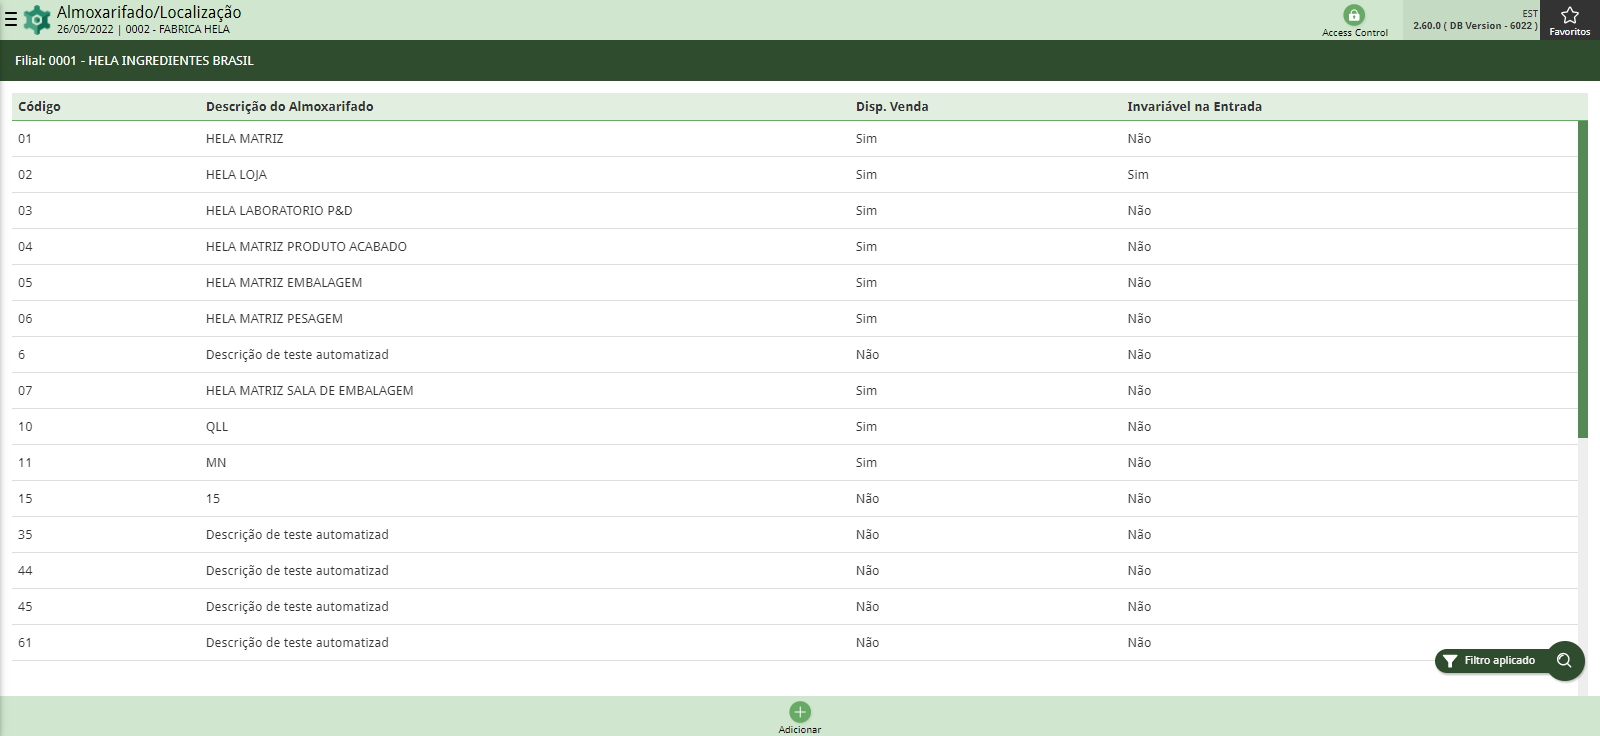 Almoxarifado/Localização
26/05/2022 | 0002 - FABRICA HELA
Access Control
EST
2.60.0 ( DB Version - 6022 )
Favoritos
Filial: 0001 - HELA INGREDIENTES BRASIL
Código Descrição do Almoxarifado Disp. Venda Invariável na Entrada
01 HELA MATRIZ Sim Não
02 HELA LOJA Sim Sim
03 HELA LABORATORIO P&D Sim Não
04 HELA MATRIZ PRODUTO ACABADO Sim Não
05 HELA MATRIZ EMBALAGEM Sim Não
06 HELA MATRIZ PESAGEM Sim Não
6 Descrição de teste automatizad Não Não
07 HELA MATRIZ SALA DE EMBALAGEM Sim Não
10 QLL Sim Não
11 MN Sim Não
15 15 Não Não
35 Descrição de teste automatizad Não Não
44 Descrição de teste automatizad Não Não
45 Descrição de teste automatizad Não Não
61 Descrição de teste automatizad Não Não
Filtro aplicado
Adicionar